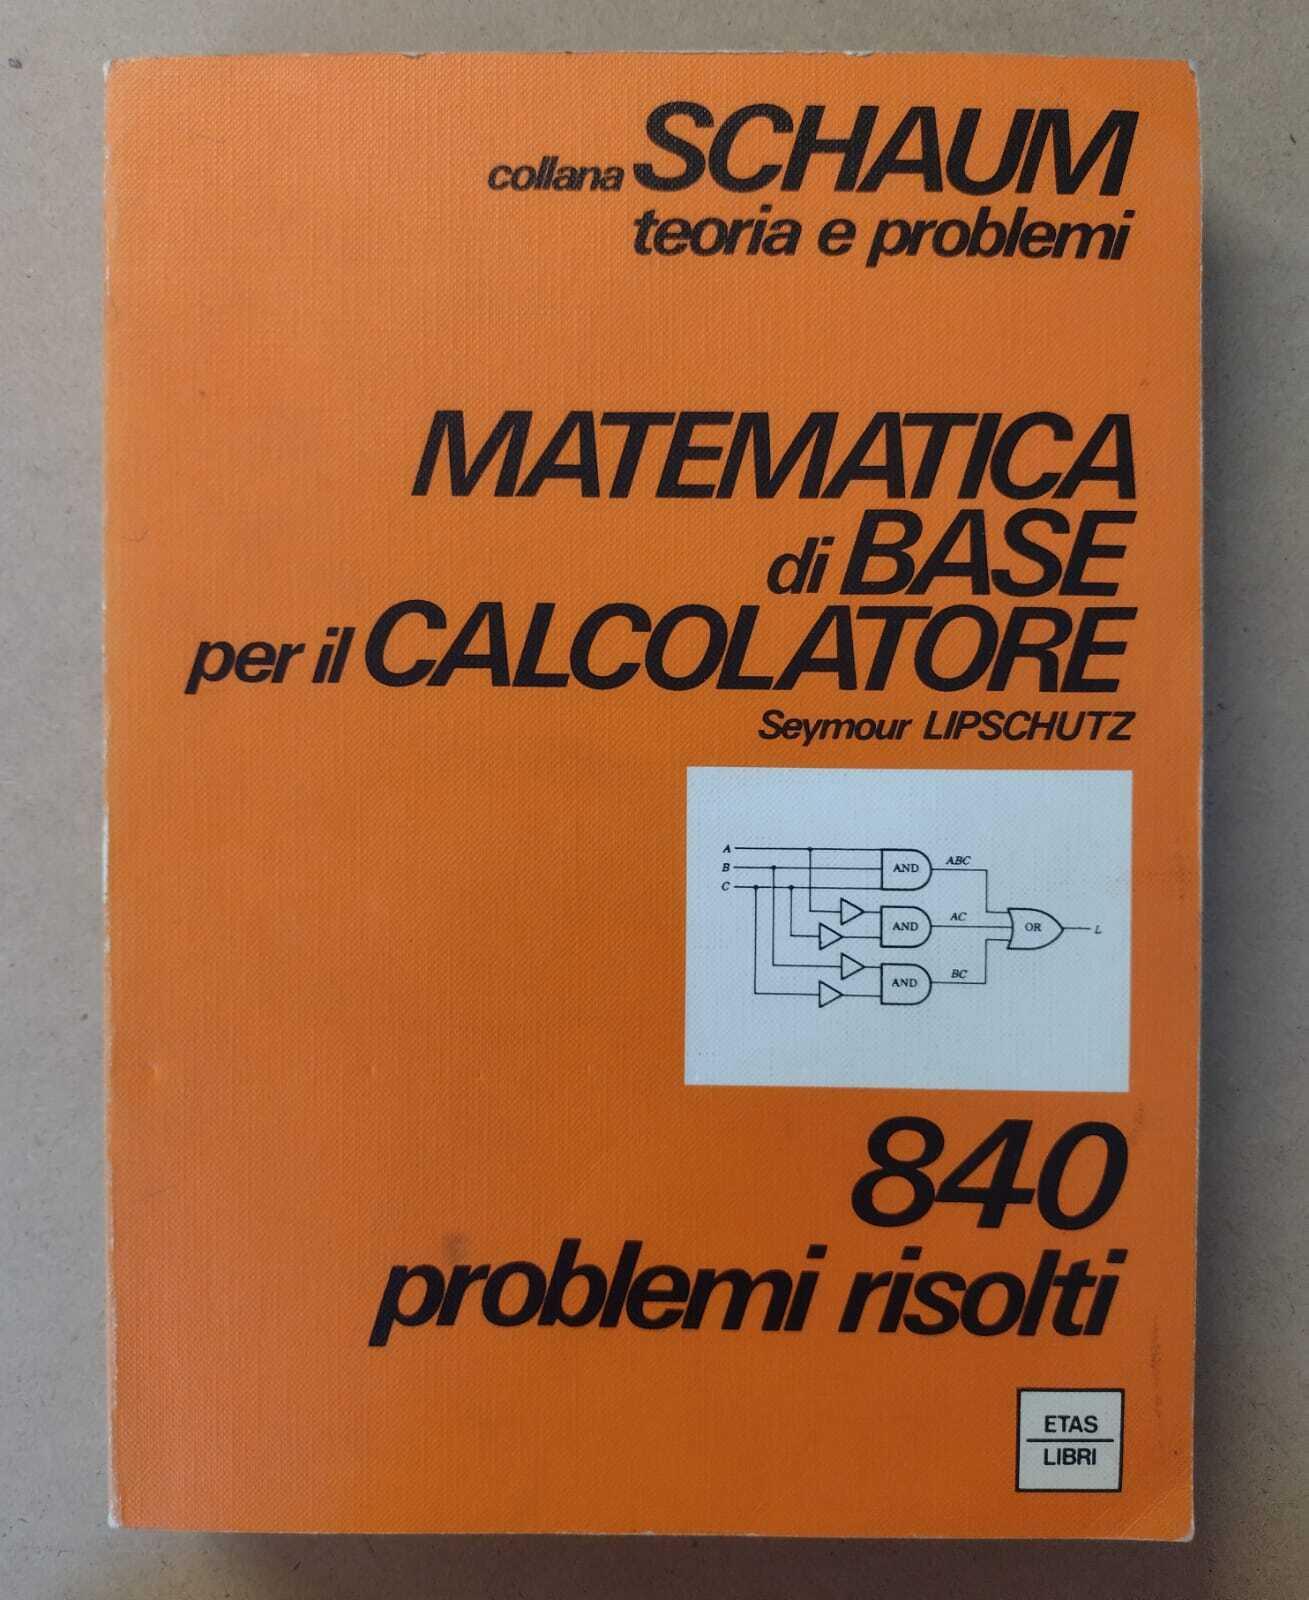 collana SCHAUM
teoria e problemi
MATEMATICA
di BASE
per il CALCOLATORE
Seymour LIPSCHUTZ
A
B
C
AND
ABC
AND
AC
OR
L
AND
BC
840
problemi risolti
ETAS
LIBRI